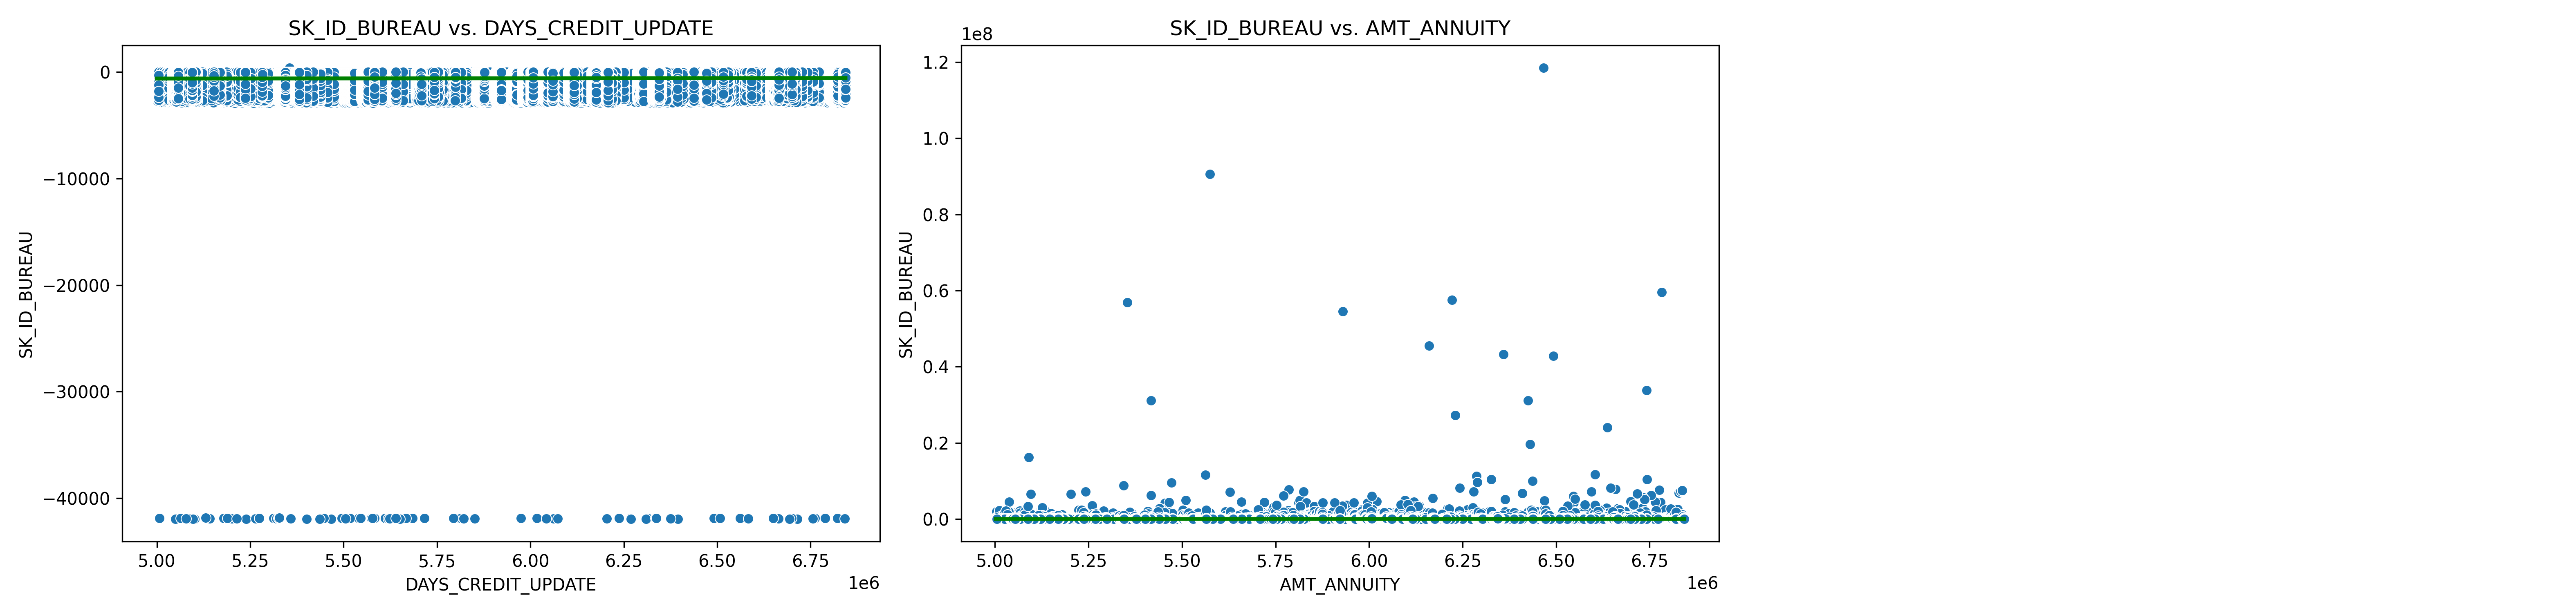 SK_ID_BUREAU vs. DAYS_CREDIT_UPDATE
0
−10000
−20000
−30000
−40000
SK_ID_BUREAU
5.00 5.25 5.50 5.75 6.00 6.25 6.50 6.75
1e6
DAYS_CREDIT_UPDATE
SK_ID_BUREAU vs. AMT_ANNUITY
1e8
1.2
1.0
0.8
0.6
0.4
0.2
0.0
SK_ID_BUREAU
5.00 5.25 5.50 5.75 6.00 6.25 6.50 6.75
1e6
AMT_ANNUITY